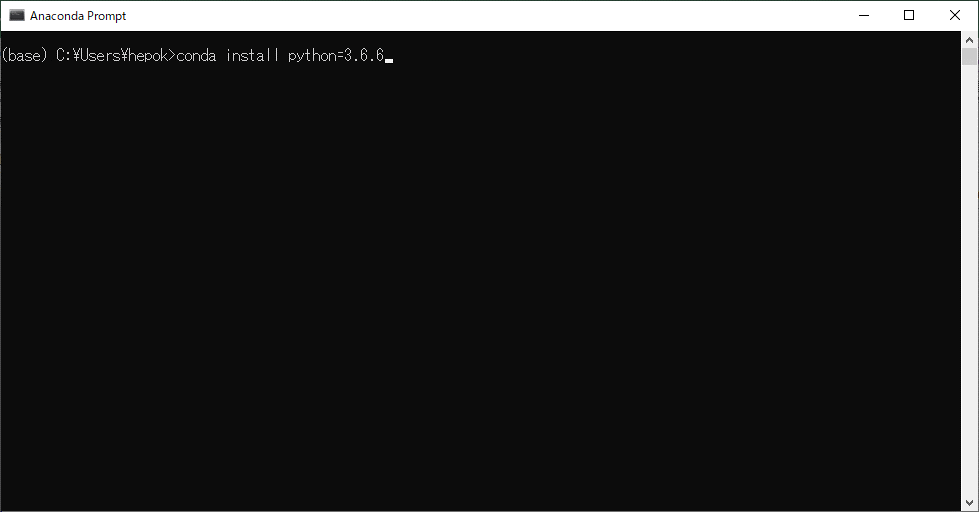 Anaconda Prompt
(base) C:¥Users¥hepok>conda install python=3.6.6